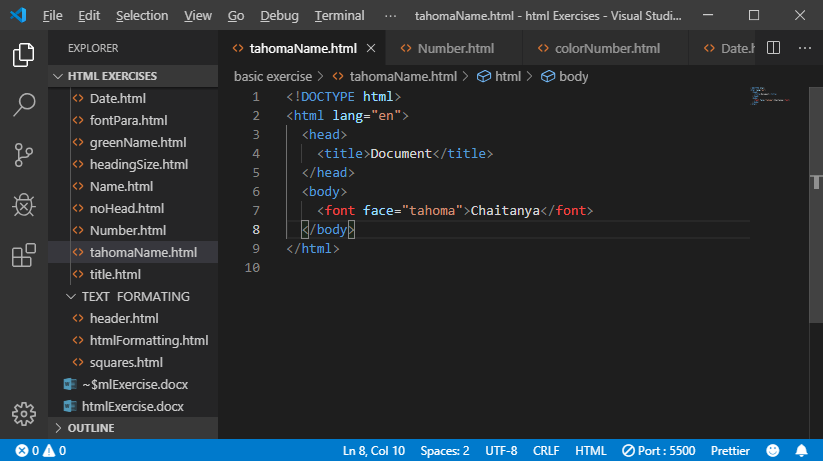 File Edit Selection View Go Debug Terminal ··· tahomaName.html - html Exercises - Visual Studi...
EXPLORER
tahomaName.html Number.html colorNumber.html Date.h
HTML EXERCISES
basic exercise > tahomaName.html > html > body
Date.html
fontPara.html
greenName.html
headingSize.html
Name.html
noHead.html
Number.html
tahomaName.html
title.html
TEXT FORMATING
header.html
htmlFormatting.html
squares.html
~$mlExercise.docx
htmlExercise.docx
OUTLINE
1 <!DOCTYPE html>
2 <html lang="en">
3 <head>
4 <title>Document</title>
5 </head>
6 <body>
7 <font face="tahoma">Chaitanya</font>
8 </body>
9 </html>
10
0 0 Ln 8, Col 10 Spaces: 2 UTF-8 CRLF HTML Port : 5500 Prettier